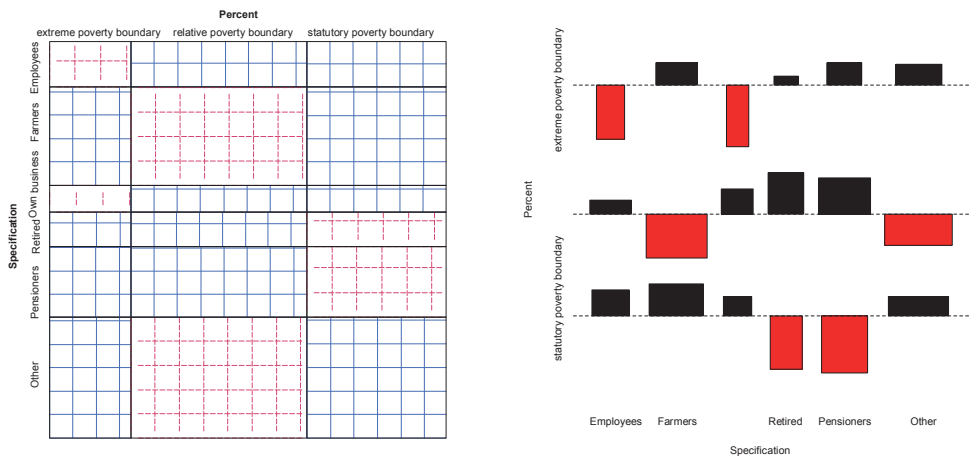 Percent
extreme poverty boundary relative poverty boundary statutory poverty boundary
Specification
Employees
Farmers
Own business
Retired
Pensioners
Other
Percent
extreme poverty boundary
statutory poverty boundary
Employees Farmers Retired Pensioners Other
Specification